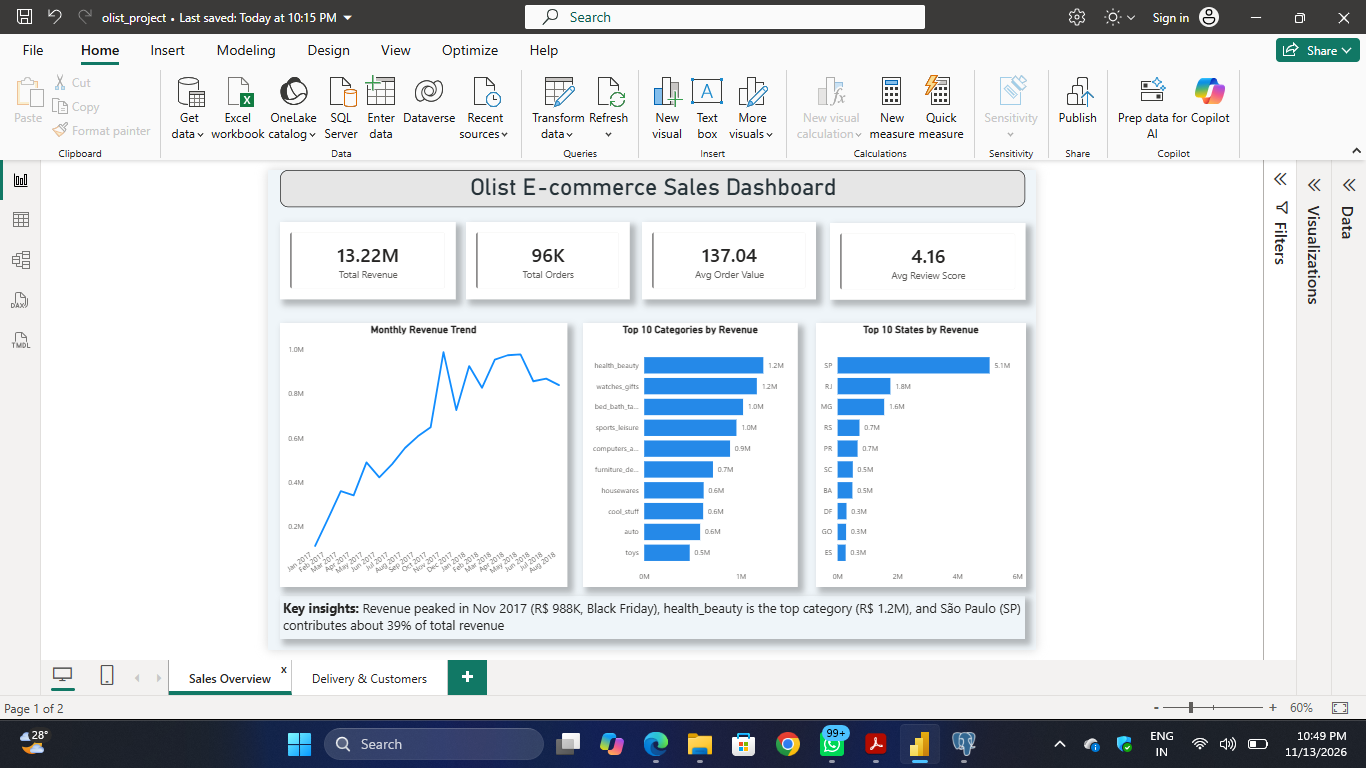 olist_project • Last saved: Today at 10:15 PM
Search
Sign in
File Home Insert Modeling Design View Optimize Help
Share
Paste
Cut
Copy
Format painter
Clipboard
Get data
Excel workbook
OneLake catalog
SQL Server
Enter data
Dataverse
Recent sources
Data
Transform data
Refresh
Queries
New visual
Text box
More visuals
Insert
New visual calculation
New measure
Quick measure
Calculations
Sensitivity
Sensitivity
Publish
Share
Prep data for AI
Copilot
Copilot
DAX
TMDL
Olist E-commerce Sales Dashboard
13.22M
Total Revenue
96K
Total Orders
137.04
Avg Order Value
4.16
Avg Review Score
Monthly Revenue Trend
1.0M
0.8M
0.6M
0.4M
0.2M
Jan 2017
Feb 2017
Mar 2017
Apr 2017
May 2017
Jun 2017
Jul 2017
Aug 2017
Sep 2017
Oct 2017
Nov 2017
Dec 2017
Jan 2018
Feb 2018
Mar 2018
Apr 2018
May 2018
Jun 2018
Jul 2018
Aug 2018
Top 10 Categories by Revenue
health_beauty 1.2M
watches_gifts 1.2M
bed_bath_ta... 1.0M
sports_leisure 1.0M
computers_a... 0.9M
furniture_de... 0.7M
housewares 0.6M
cool_stuff 0.6M
auto 0.6M
toys 0.5M
0M 1M
Top 10 States by Revenue
SP 5.1M
RJ 1.8M
MG 1.6M
RS 0.7M
PR 0.7M
SC 0.5M
BA 0.5M
DF 0.3M
GO 0.3M
ES 0.3M
0M 2M 4M 6M
Key insights: Revenue peaked in Nov 2017 (R$ 988K, Black Friday), health_beauty is the top category (R$ 1.2M), and São Paulo (SP)
contributes about 39% of total revenue
Filters
Visualizations
Data
Sales Overview x
Delivery & Customers
+
Page 1 of 2
- + 60%
28°
Search
99+
ENG
IN
10:49 PM
11/13/2026